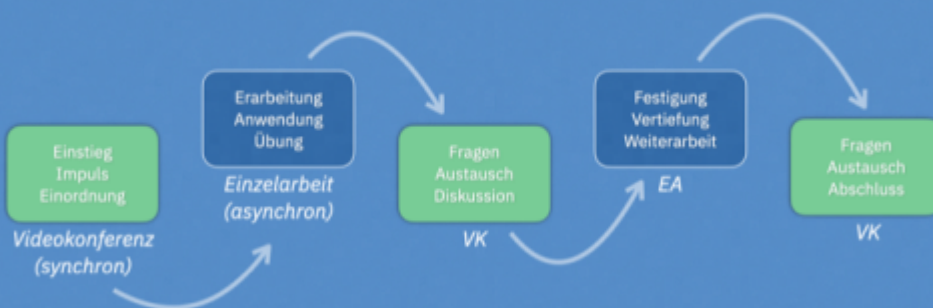 Einstieg
Impuls
Einordnung
Videokonferenz
(synchron)
Erarbeitung
Anwendung
Übung
Einzelarbeit
(asynchron)
Fragen
Austausch
Diskussion
VK
Festigung
Vertiefung
Weiterarbeit
EA
Fragen
Austausch
Abschluss
VK